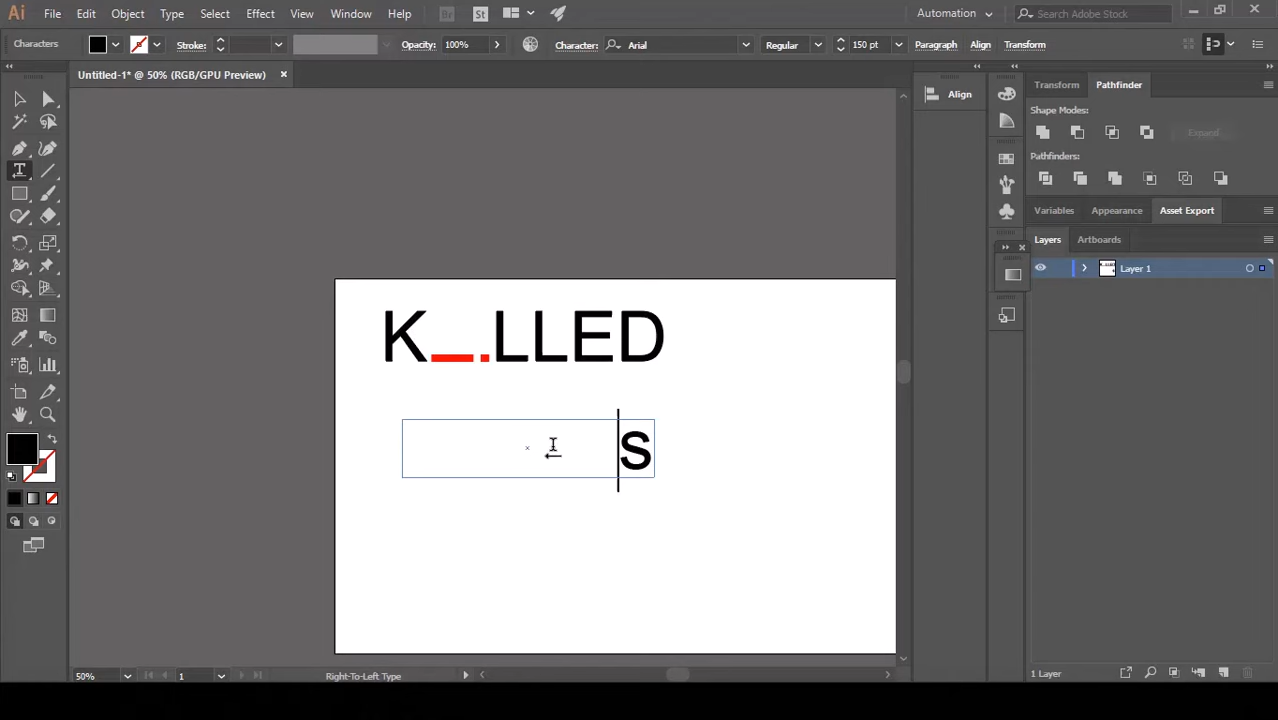 Ai File Edit Object Type Select Effect View Window Help Br St Automation Search Adobe Stock
Characters Stroke: Opacity: 100% Character: Arial Regular 150 pt Paragraph Align Transform
Untitled-1* @ 50% (RGB/GPU Preview)
Align
Transform Pathfinder
Shape Modes:
Expand
Pathfinders:
Variables Appearance Asset Export
Layers Artboards
Layer 1
K_.LLED
S
50% 1 Right-To-Left Type 1 Layer